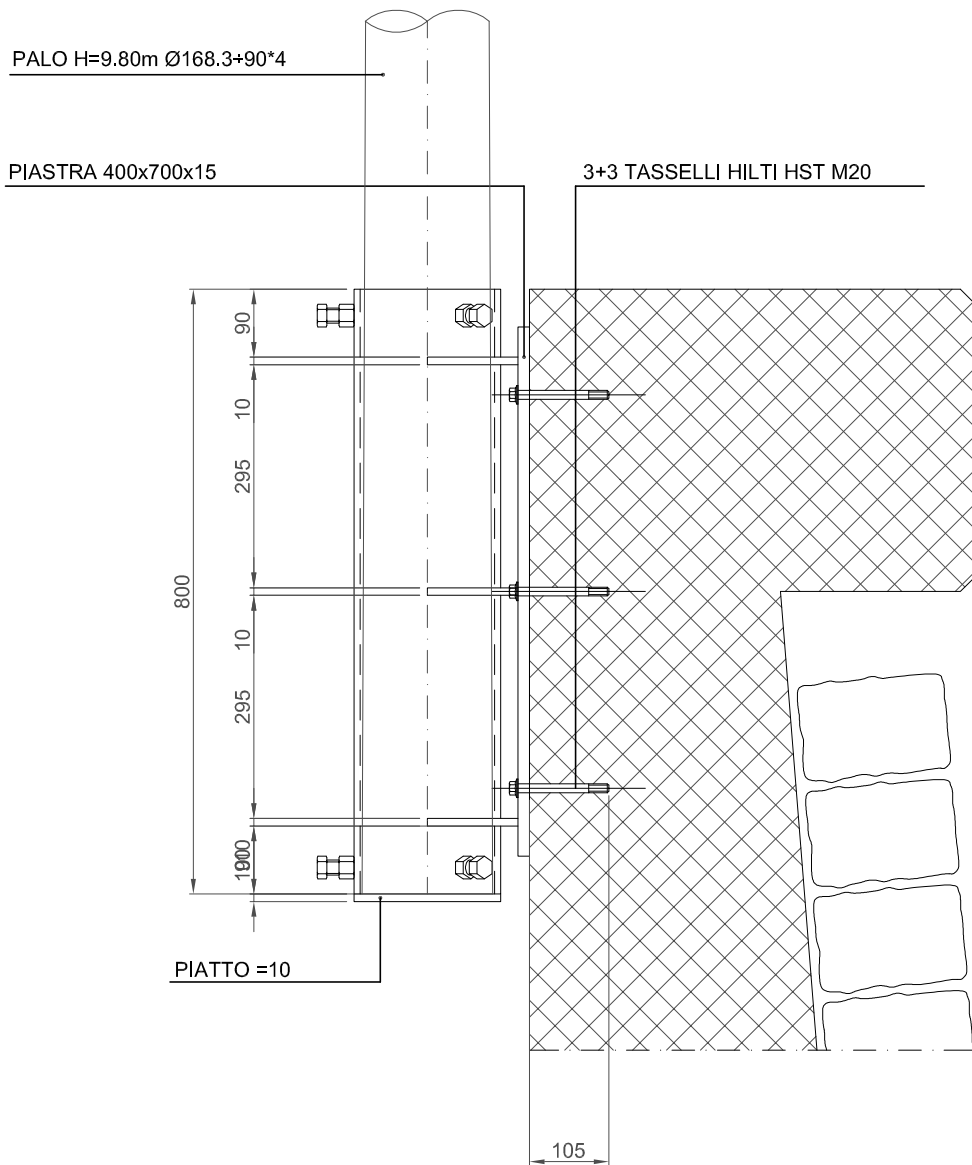 PALO H=9.80m Ø168.3÷90*4
PIASTRA 400x700x15
3+3 TASSELLI HILTI HST M20
90
10
295
800
10
295
PIATTO =10
105